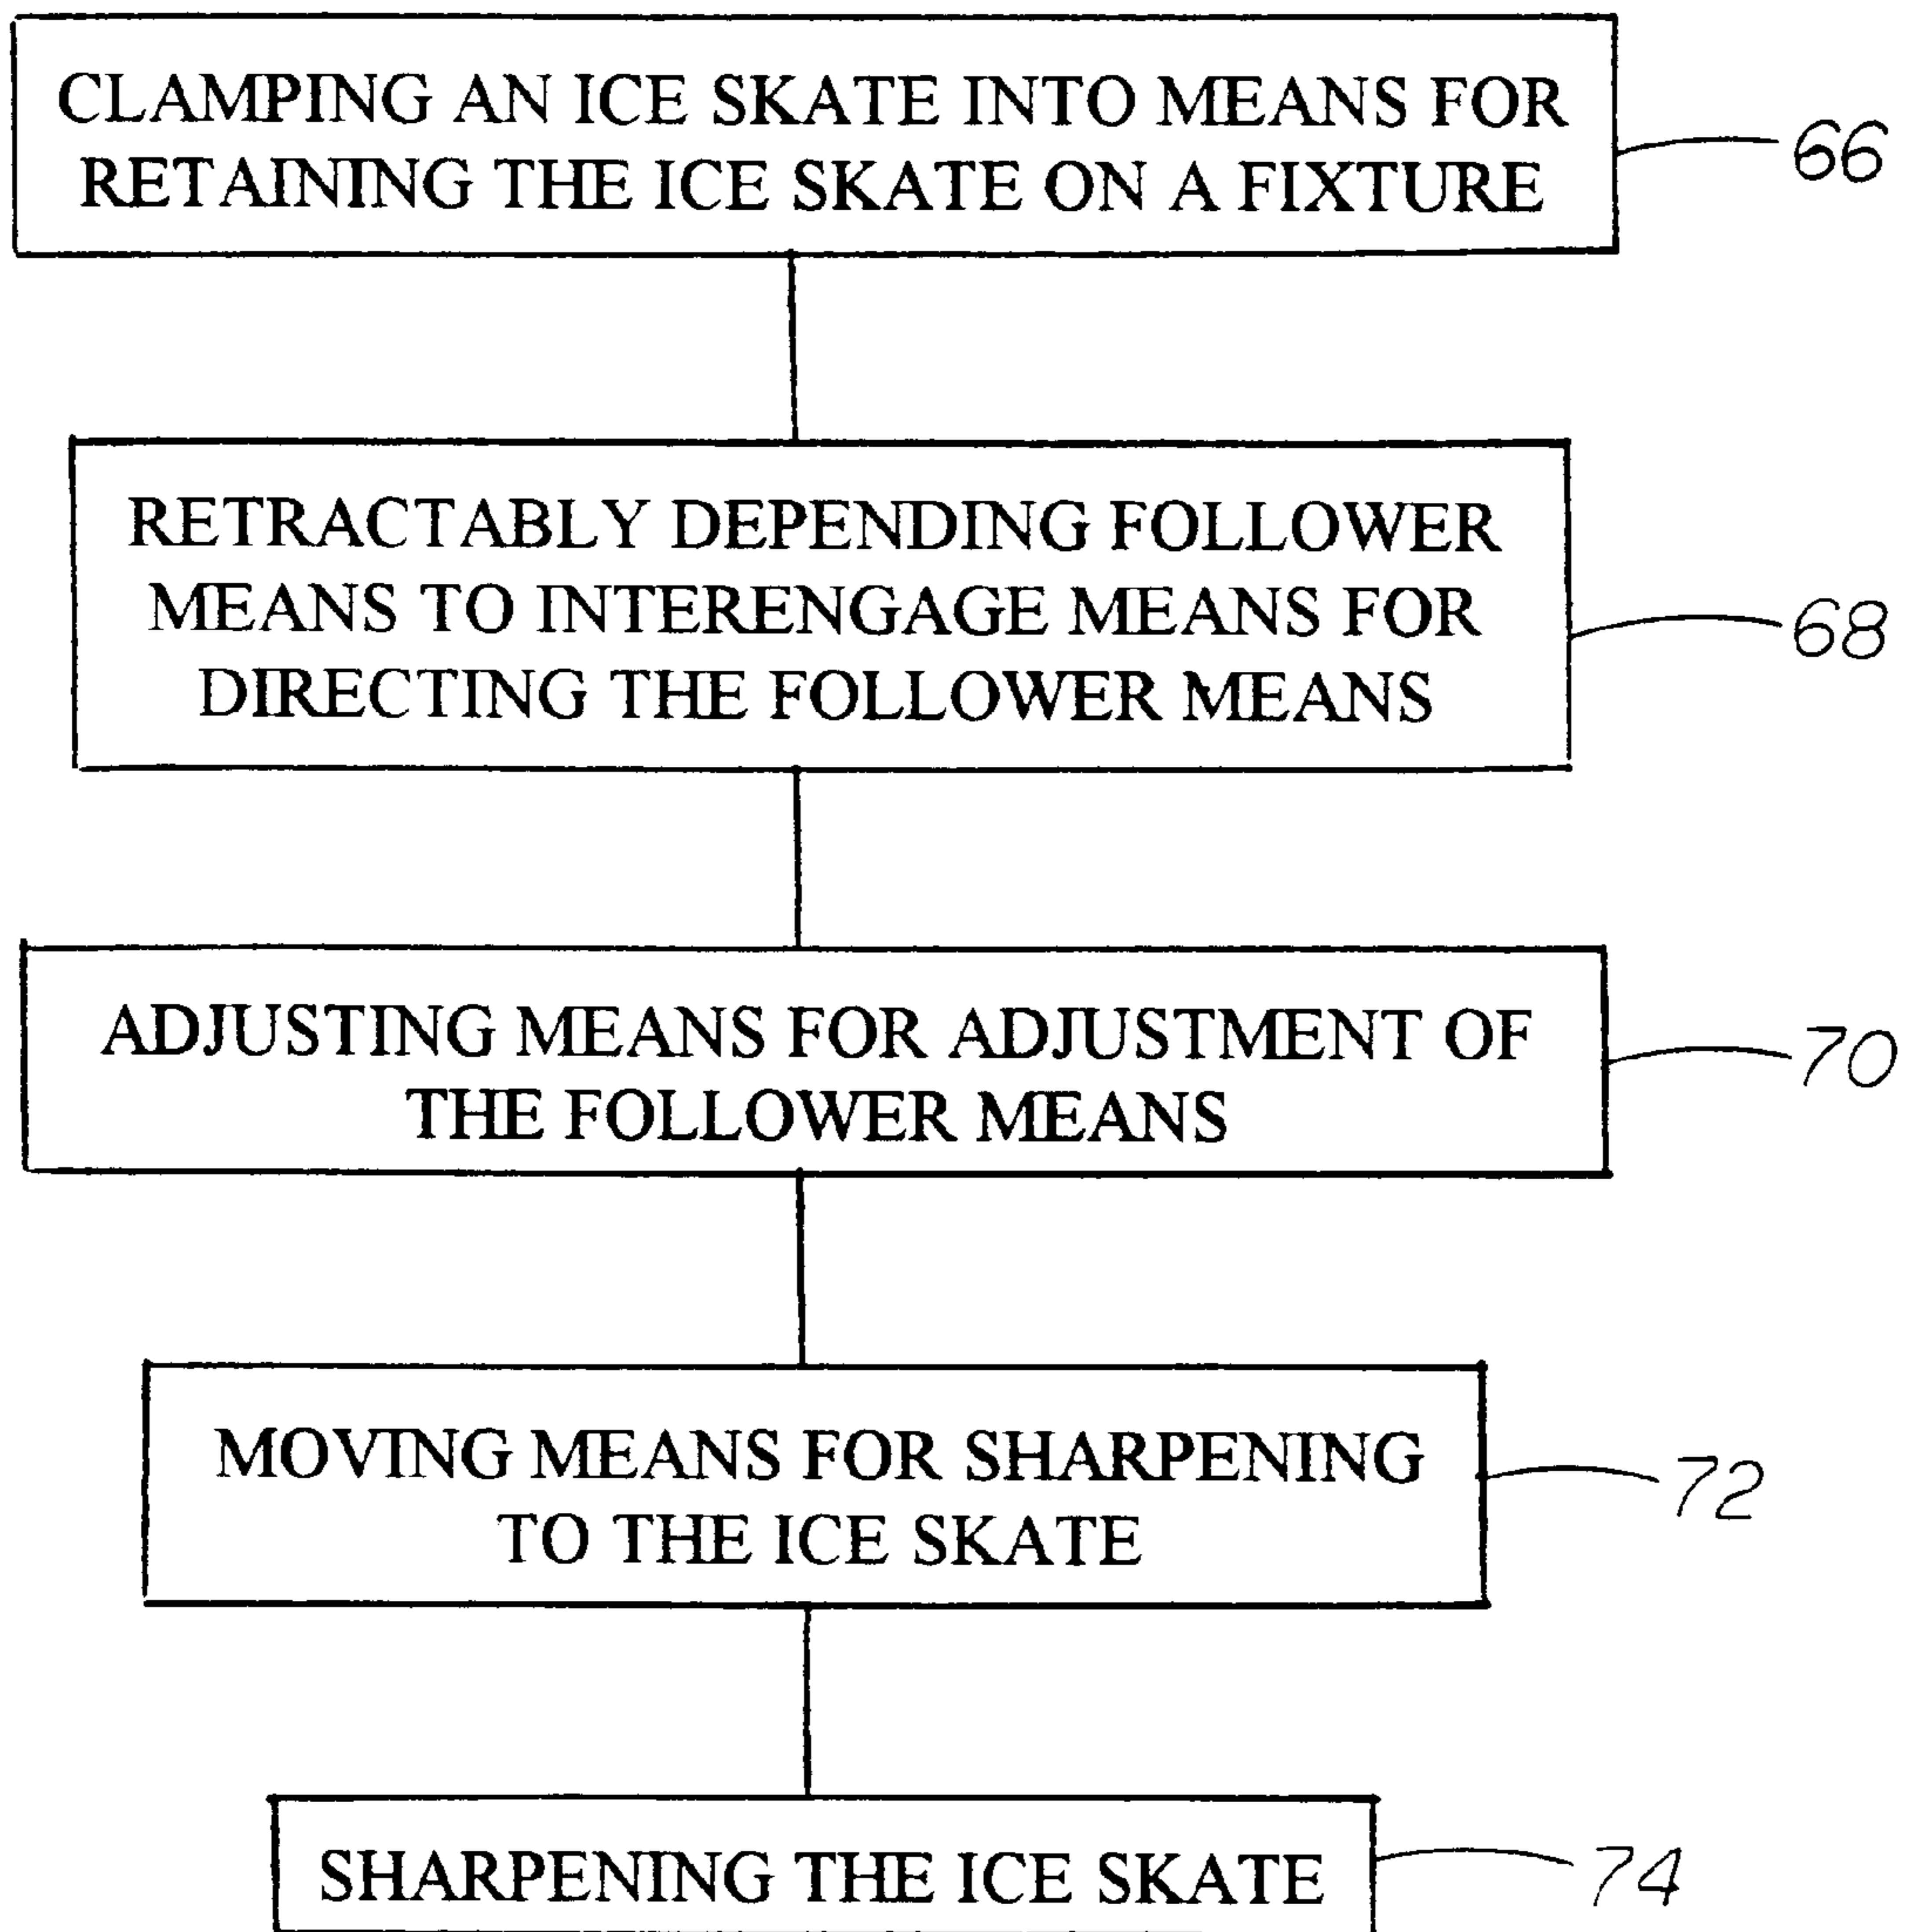 CLAMPING AN ICE SKATE INTO MEANS FOR
RETAINING THE ICE SKATE ON A FIXTURE
66
RETRACTABLY DEPENDING FOLLOWER
MEANS TO INTERENGAGE MEANS FOR
DIRECTING THE FOLLOWER MEANS
68
ADJUSTING MEANS FOR ADJUSTMENT OF
THE FOLLOWER MEANS
70
MOVING MEANS FOR SHARPENING
TO THE ICE SKATE
72
SHARPENING THE ICE SKATE
74